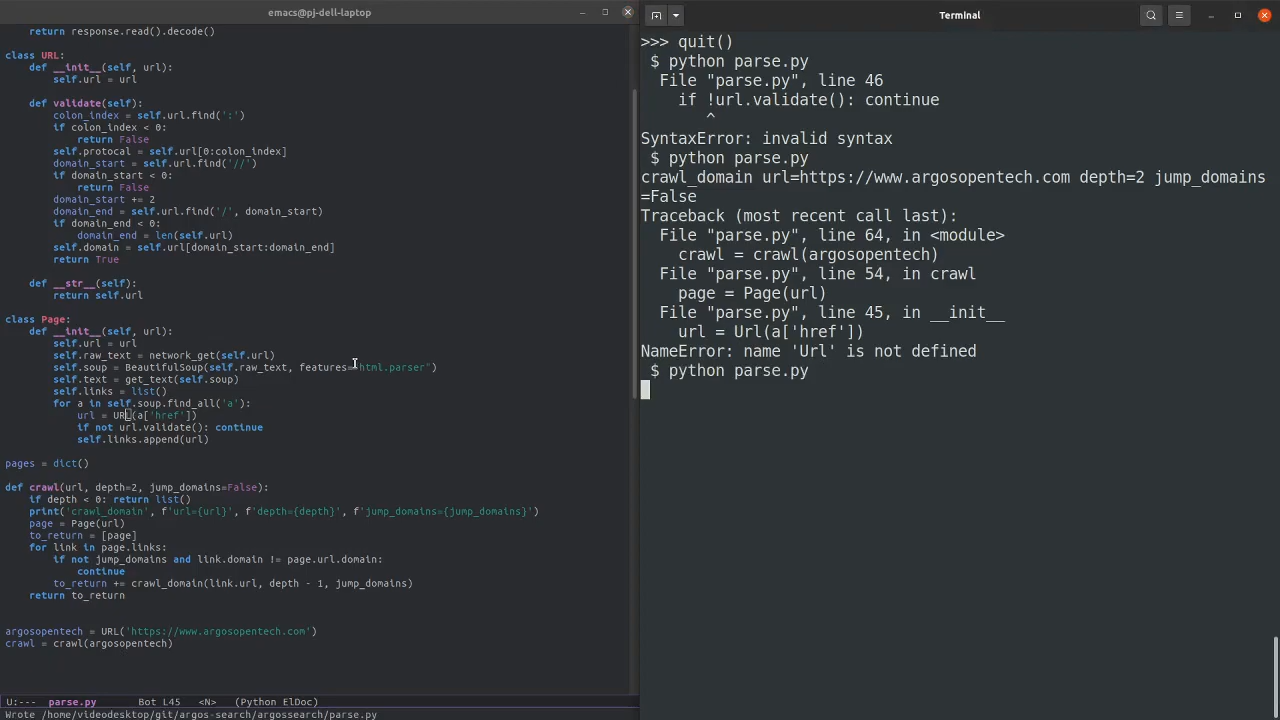 emacs@pj-dell-laptop
    return response.read().decode()
class URL:
    def __init__(self, url):
        self.url = url
    def validate(self):
        colon_index = self.url.find(':')
        if colon_index < 0:
            return False
        self.protocal = self.url[0:colon_index]
        domain_start = self.url.find('//')
        if domain_start < 0:
            return False
        domain_start += 2
        domain_end = self.url.find('/', domain_start)
        if domain_end < 0:
            domain_end = len(self.url)
        self.domain = self.url[domain_start:domain_end]
        return True
    def __str__(self):
        return self.url
class Page:
    def __init__(self, url):
        self.url = url
        self.raw_text = network_get(self.url)
        self.soup = BeautifulSoup(self.raw_text, features="html.parser")
        self.text = get_text(self.soup)
        self.links = list()
        for a in self.soup.find_all('a'):
            url = URL(a['href'])
            if not url.validate(): continue
            self.links.append(url)
pages = dict()
def crawl(url, depth=2, jump_domains=False):
    if depth < 0: return list()
    print('crawl_domain', f'url={url}', f'depth={depth}', f'jump_domains={jump_domains}')
    page = Page(url)
    to_return = [page]
    for link in page.links:
        if not jump_domains and link.domain != page.url.domain:
            continue
        to_return += crawl_domain(link.url, depth - 1, jump_domains)
    return to_return
argosopentech = URL('https://www.argosopentech.com')
crawl = crawl(argosopentech)
U:---  parse.py       Bot L45   <N>  (Python ElDoc)
Wrote /home/videodesktop/git/argos-search/argossearch/parse.py
Terminal
>>> quit()
 $ python parse.py
  File "parse.py", line 46
    if !url.validate(): continue
       ^
SyntaxError: invalid syntax
 $ python parse.py
crawl_domain url=https://www.argosopentech.com depth=2 jump_domains
=False
Traceback (most recent call last):
  File "parse.py", line 64, in <module>
    crawl = crawl(argosopentech)
  File "parse.py", line 54, in crawl
    page = Page(url)
  File "parse.py", line 45, in __init__
    url = Url(a['href'])
NameError: name 'Url' is not defined
 $ python parse.py